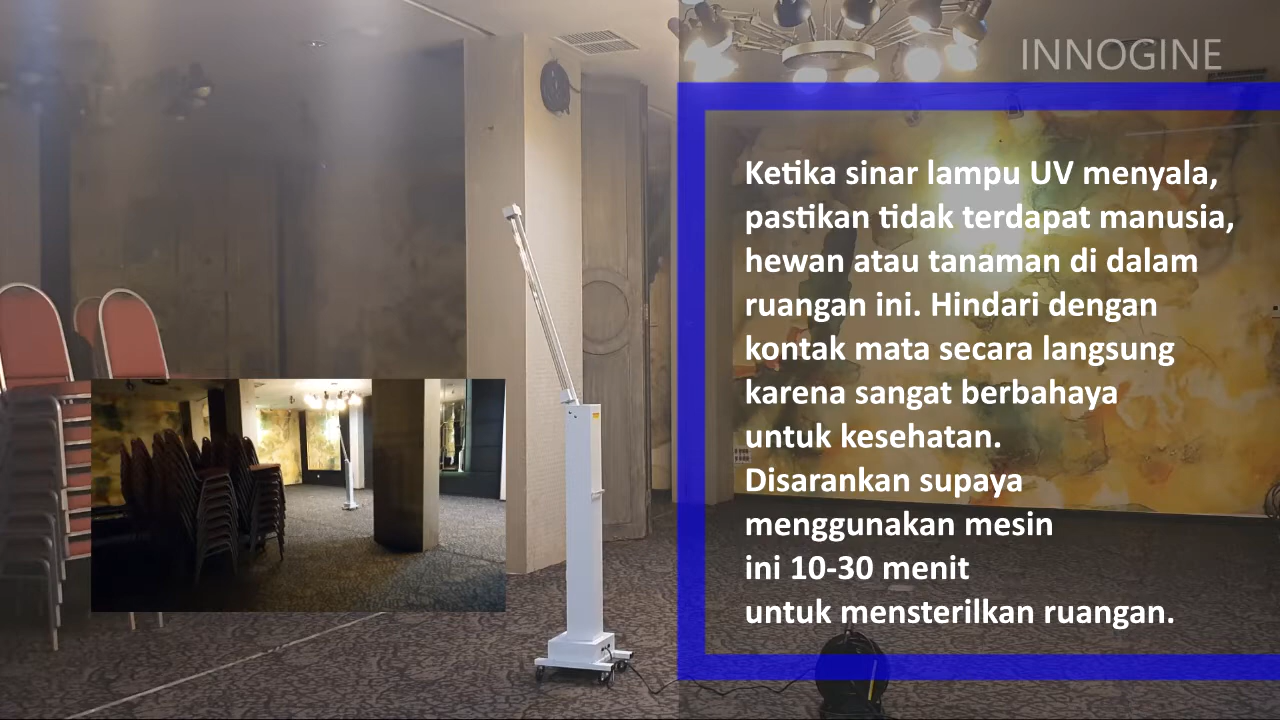 INNOGINE
Ketika sinar lampu UV menyala,
pastikan tidak terdapat manusia,
hewan atau tanaman di dalam
ruangan ini. Hindari dengan
kontak mata secara langsung
karena sangat berbahaya
untuk kesehatan.
Disarankan supaya
menggunakan mesin
ini 10-30 menit
untuk mensterilkan ruangan.